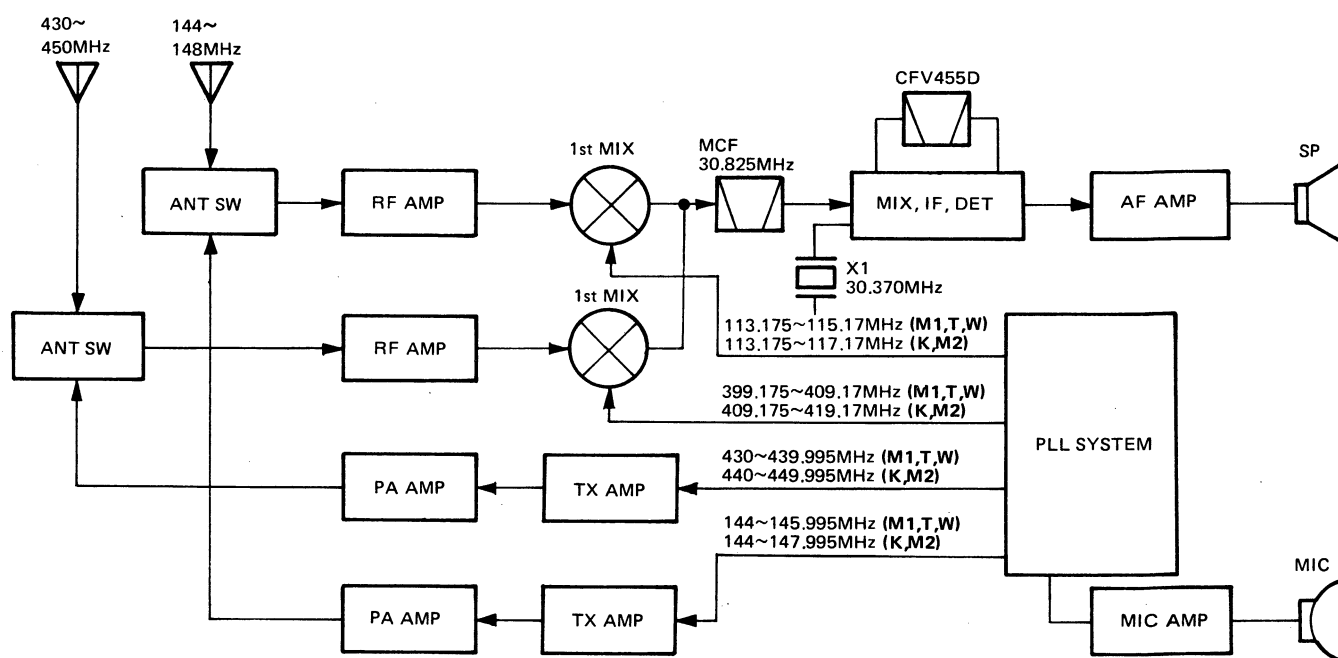 430~
450MHz
144~
148MHz
CFV455D
1st MIX
MCF
30.825MHz
SP
ANT SW
RF AMP
MIX, IF, DET
AF AMP
X1
30.370MHz
1st MIX
113.175~115.17MHz (M1,T,W)
113.175~117.17MHz (K,M2)
ANT SW
RF AMP
399.175~409.17MHz (M1,T,W)
409.175~419.17MHz (K,M2)
PLL SYSTEM
430~439.995MHz (M1,T,W)
440~449.995MHz (K,M2)
PA AMP
TX AMP
144~145.995MHz (M1,T,W)
144~147.995MHz (K,M2)
MIC
PA AMP
TX AMP
MIC AMP